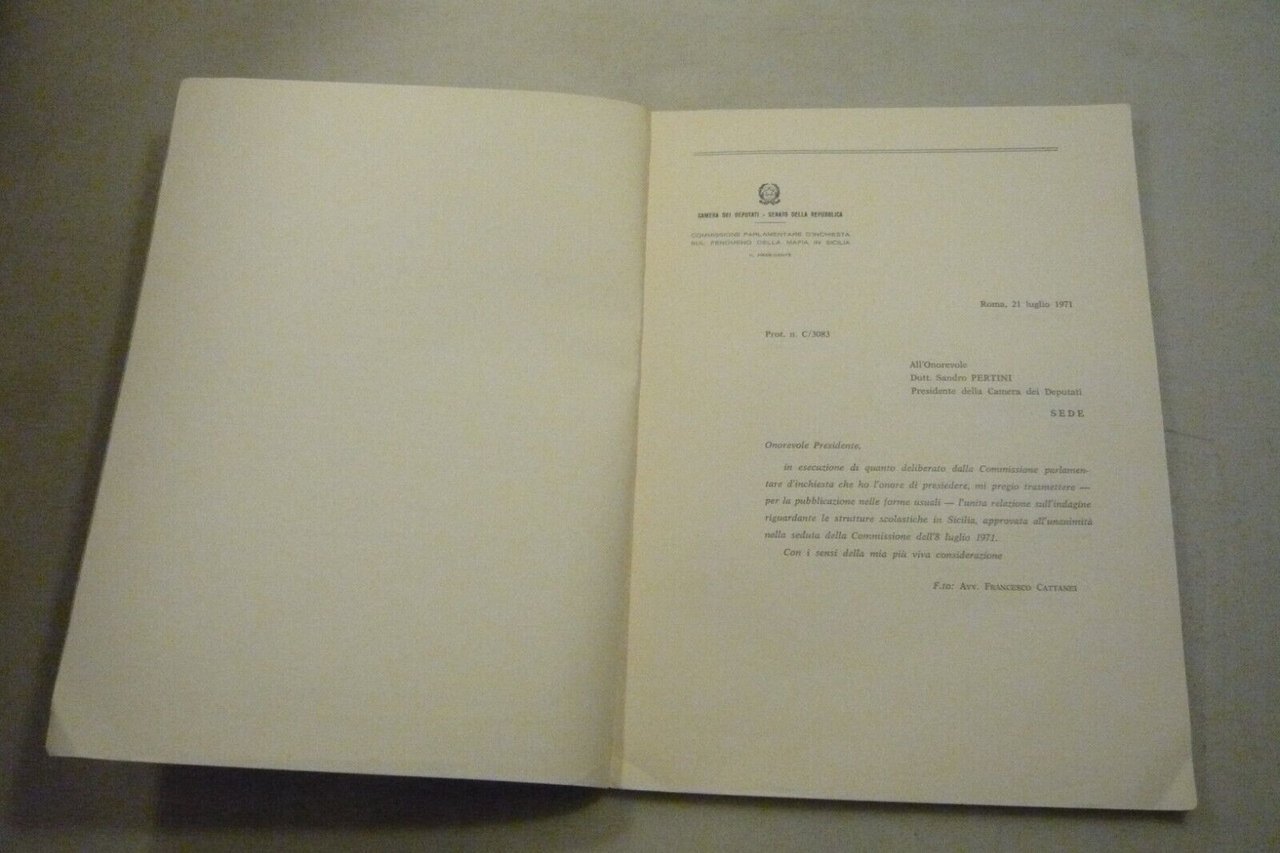 CAMERA DEI DEPUTATI - SENATO DELLA REPUBBLICA
COMMISSIONE PARLAMENTARE D'INCHIESTA
SUL FENOMENO DELLA MAFIA IN SICILIA
IL PRESIDENTE
Roma, 21 luglio 1971
Prot. n. C/3083
All'Onorevole
Dott. Sandro PERTINI
Presidente della Camera dei Deputati
SEDE
Onorevole Presidente,
in esecuzione di quanto deliberato dalla Commissione parlamen-
tare d'inchiesta che ho l'onore di presiedere, mi pregio trasmettere —
per la pubblicazione nelle forme usuali — l'unita relazione sull'indagine
riguardante le strutture scolastiche in Sicilia, approvata all'unanimità
nella seduta della Commissione dell'8 luglio 1971.
Con i sensi della mia più viva considerazione
F.to: Avv. Francesco Cattanei